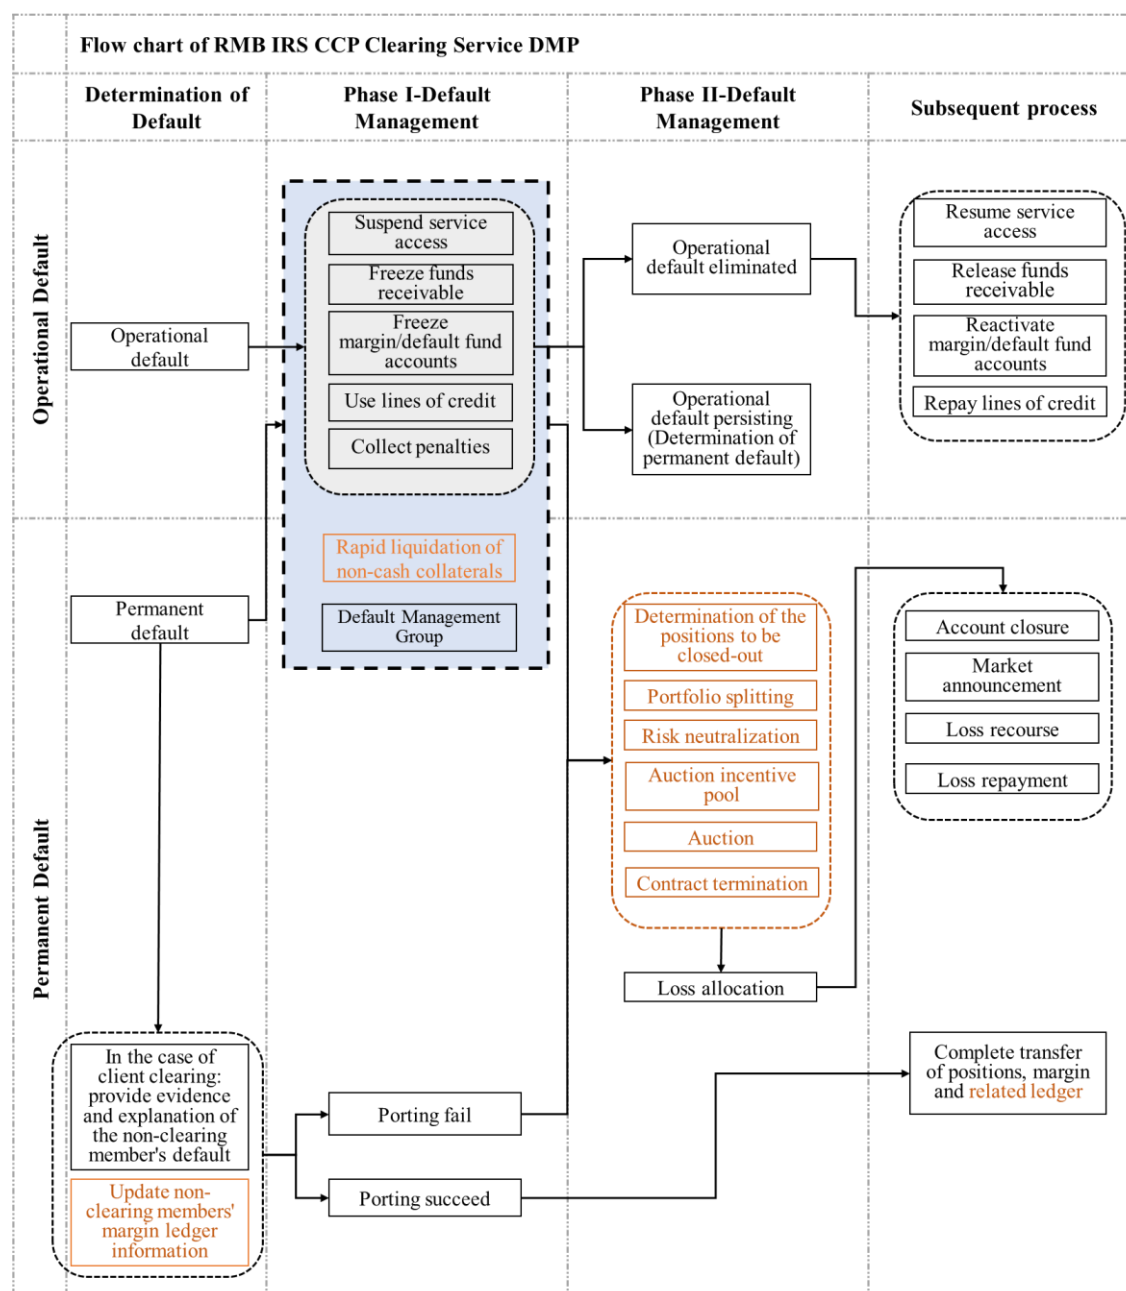 Flow chart of RMB IRS CCP Clearing Service DMP
Determination of
Default
Phase I-Default
Management
Phase II-Default
Management
Subsequent process
Operational Default
Operational
default
Suspend service
access
Freeze funds
receivable
Freeze
margin/default fund
accounts
Use lines of credit
Collect penalties
Operational
default eliminated
Operational
default persisting
(Determination of
permanent default)
Resume service
access
Release funds
receivable
Reactivate
margin/default fund
accounts
Repay lines of credit
Permanent Default
Permanent
default
Rapid liquidation of
non-cash collaterals
Default Management
Group
Determination of the
positions to be
closed-out
Portfolio splitting
Risk neutralization
Auction incentive
pool
Auction
Contract termination
Loss allocation
Account closure
Market
announcement
Loss recourse
Loss repayment
In the case of
client clearing:
provide evidence
and explanation of
the non-clearing
member's default
Update non-
clearing members'
margin ledger
information
Porting fail
Porting succeed
Complete transfer
of positions, margin
and related ledger